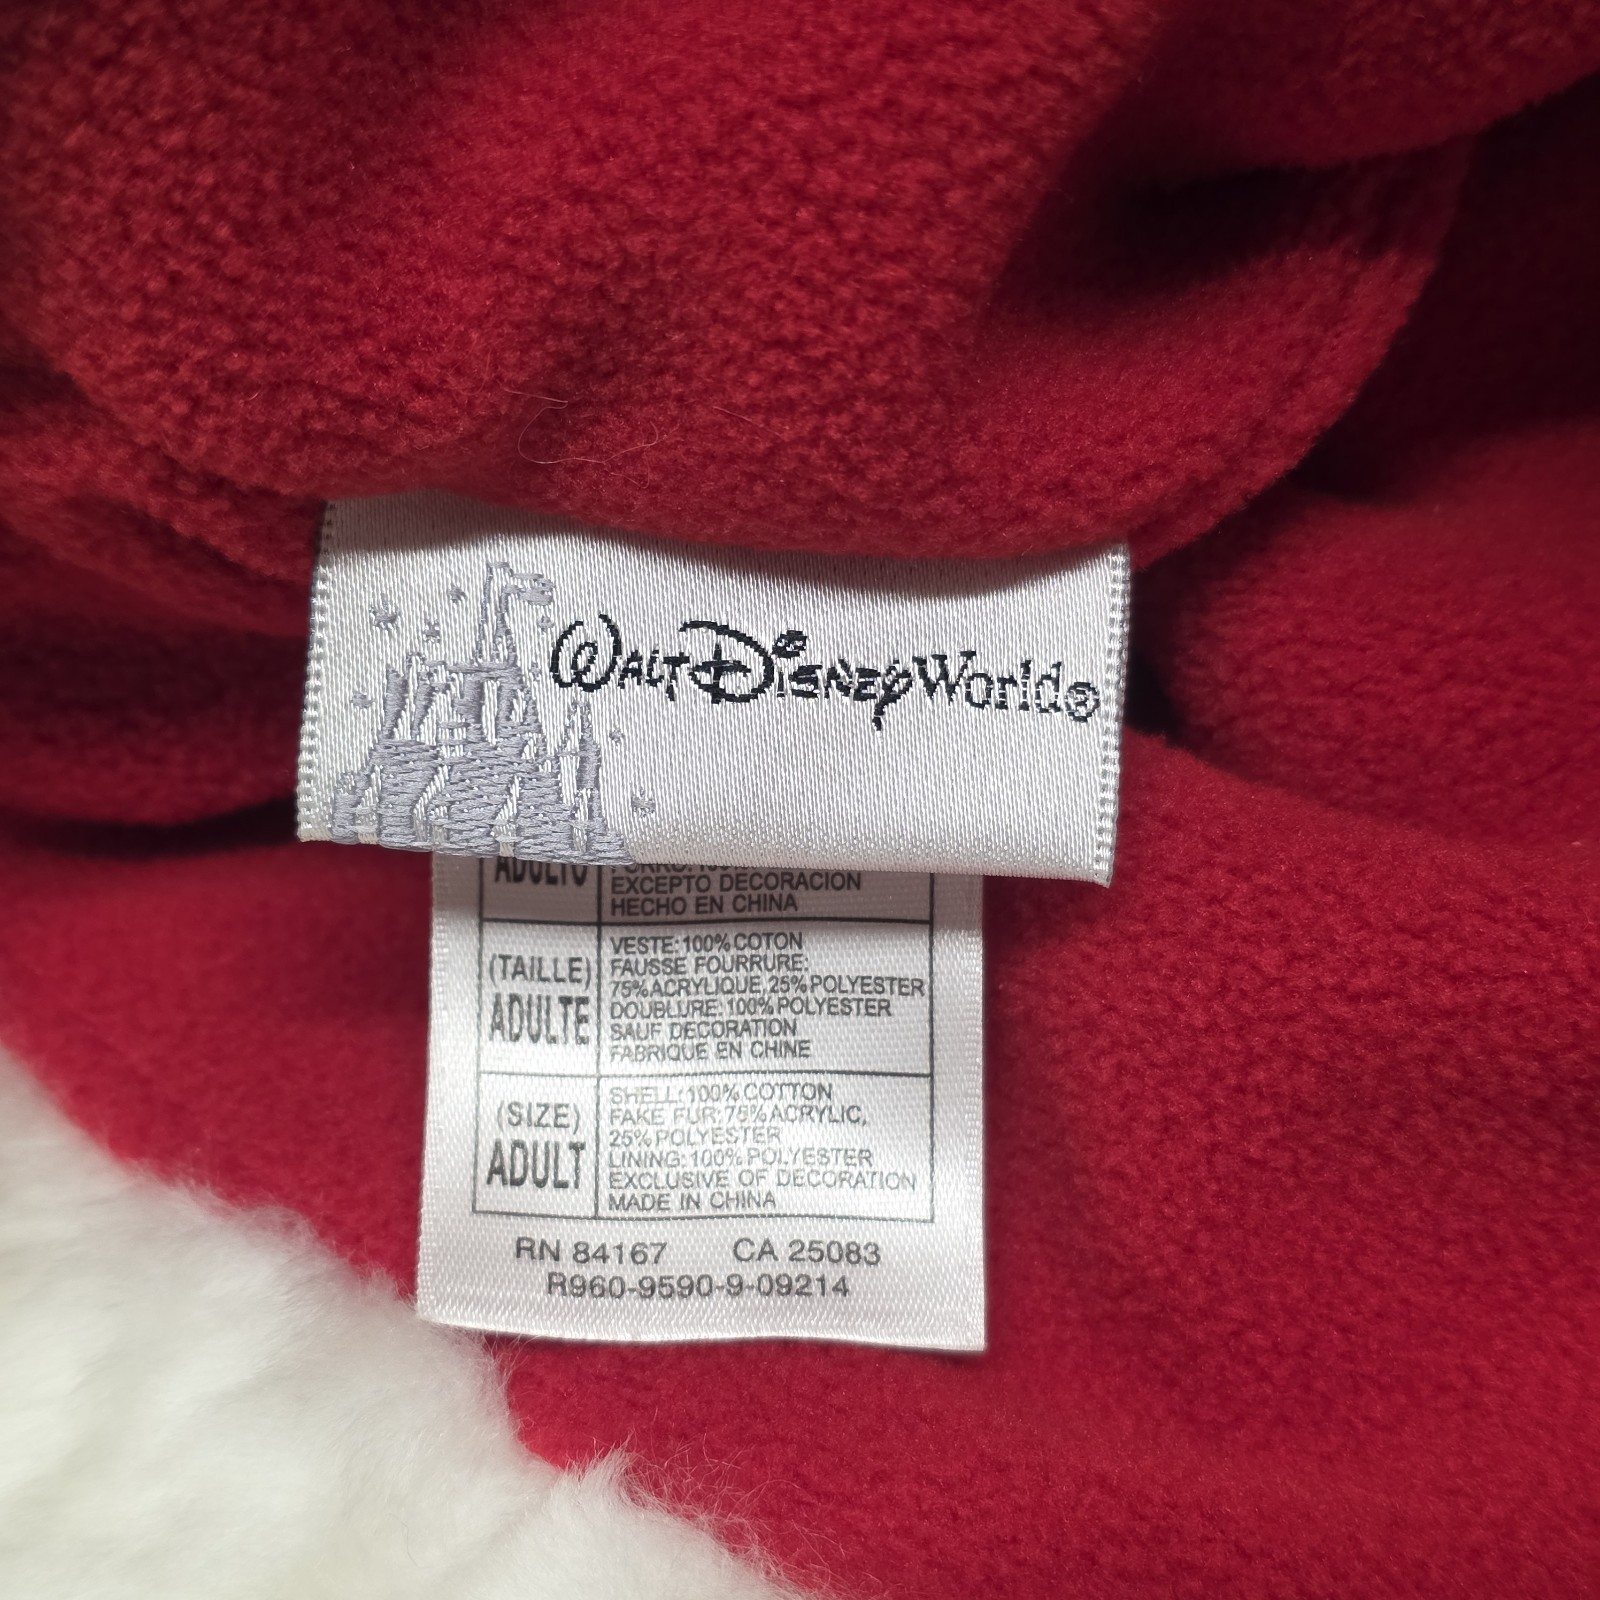 WALT DISNEY World®
ADULTO
EXCEPTO DECORACION
HECHO EN CHINA
(TAILLE)
ADULTE
VESTE: 100% COTON
FAUSSE FOURRURE:
75% ACRYLIQUE, 25% POLYESTER
DOUBLURE: 100% POLYESTER
SAUF DECORATION
FABRIQUE EN CHINE
(SIZE)
ADULT
SHELL: 100% COTTON
FAKE FUR: 75% ACRYLIC,
25% POLYESTER
LINING: 100% POLYESTER
EXCLUSIVE OF DECORATION
MADE IN CHINA
RN 84167 CA 25083
R960-9590-9-09214